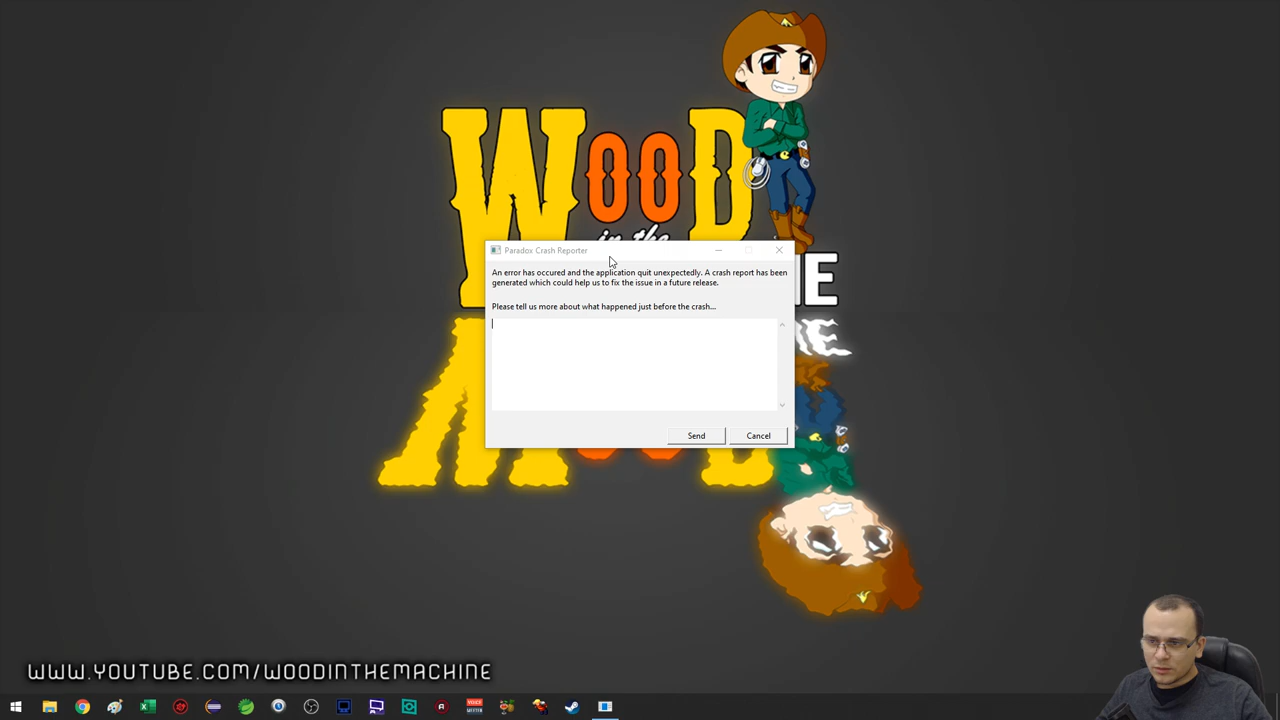 WOOD
in the
NE
Paradox Crash Reporter
An error has occured and the application quit unexpectedly. A crash report has been
generated which could help us to fix the issue in a future release.
Please tell us more about what happened just before the crash...
Send
Cancel
WWW.YOUTUBE.COM/WOODINTHEMACHINE